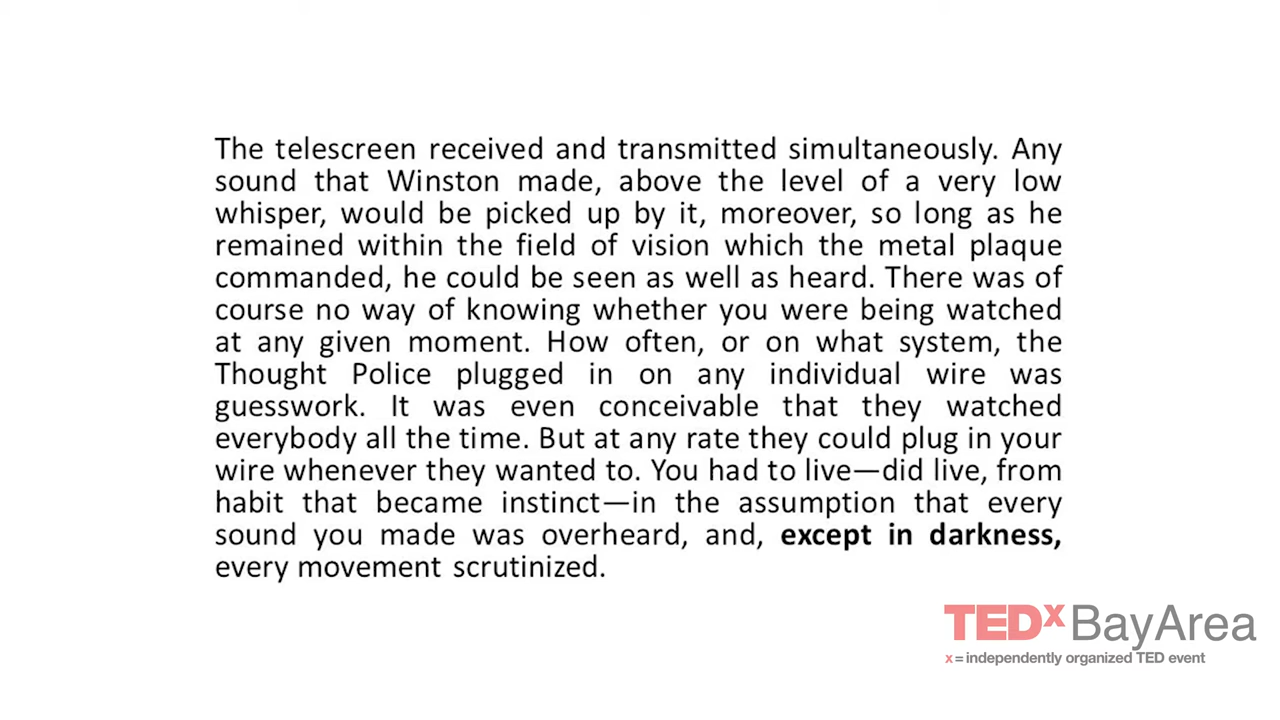 The telescreen received and transmitted simultaneously. Any
sound that Winston made, above the level of a very low
whisper, would be picked up by it, moreover, so long as he
remained within the field of vision which the metal plaque
commanded, he could be seen as well as heard. There was of
course no way of knowing whether you were being watched
at any given moment. How often, or on what system, the
Thought Police plugged in on any individual wire was
guesswork. It was even conceivable that they watched
everybody all the time. But at any rate they could plug in your
wire whenever they wanted to. You had to live—did live, from
habit that became instinct—in the assumption that every
sound you made was overheard, and, except in darkness,
every movement scrutinized.
TEDx BayArea
x = independently organized TED event